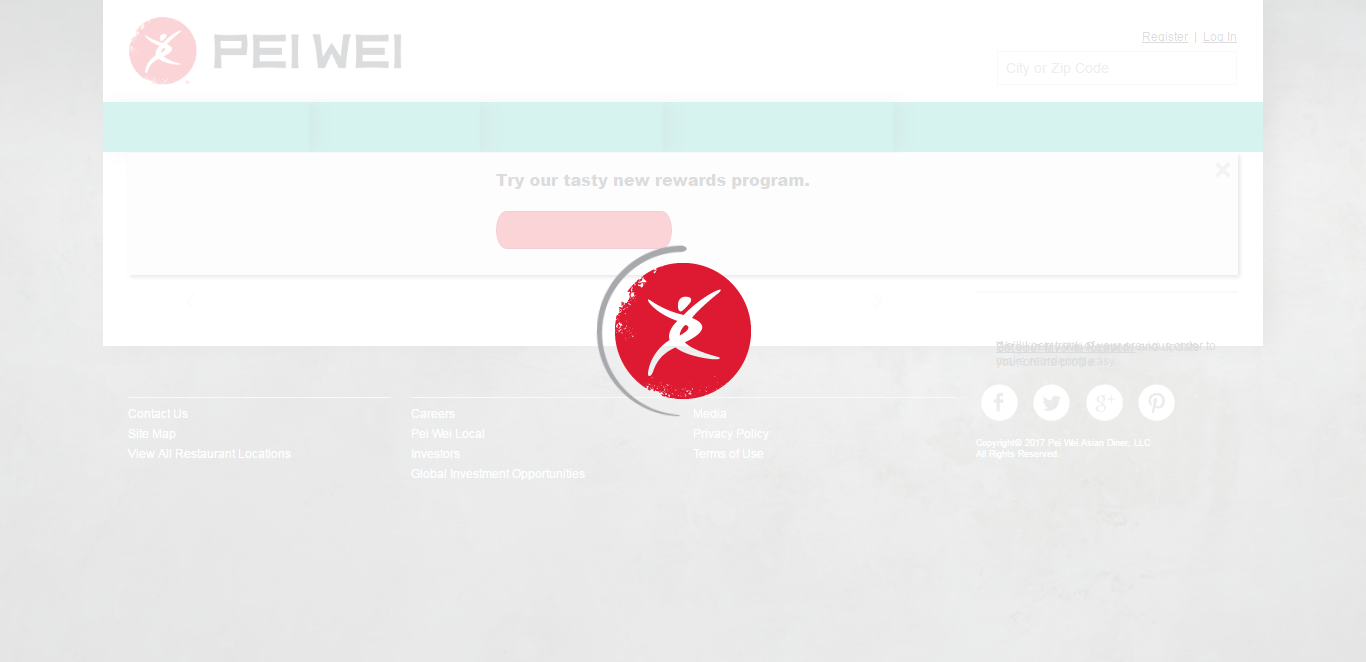 PEI WEI
Register | Log In
City or Zip Code
Try our tasty new rewards program.
Contact Us
Site Map
View All Restaurant Locations
Careers
Pei Wei Local
Investors
Global Investment Opportunities
Media
Privacy Policy
Terms of Use
Copyright© 2017 Pei Wei Asian Diner, LLC
All Rights Reserved.